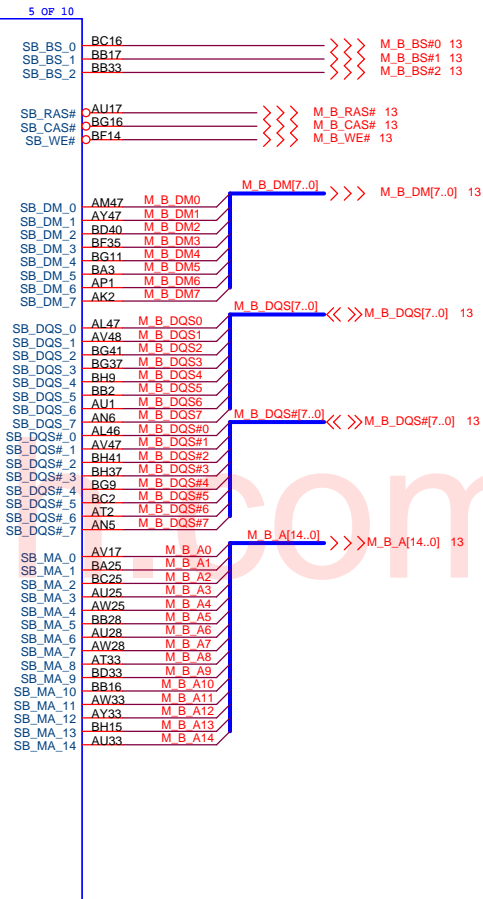 5 OF 10
SB_BS_0 BC16 M_B_BS#0 13
SB_BS_1 BB17 M_B_BS#1 13
SB_BS_2 BB33 M_B_BS#2 13
SB_RAS# AU17 M_B_RAS# 13
SB_CAS# BG16 M_B_CAS# 13
SB_WE# BF14 M_B_WE# 13
M_B_DM[7..0] M_B_DM[7..0] 13
SB_DM_0 AM47 M_B_DM0
SB_DM_1 AY47 M_B_DM1
SB_DM_2 BD40 M_B_DM2
SB_DM_3 BF35 M_B_DM3
SB_DM_4 BG11 M_B_DM4
SB_DM_5 BA3 M_B_DM5
SB_DM_6 AP1 M_B_DM6
SB_DM_7 AK2 M_B_DM7
M_B_DQS[7..0] M_B_DQS[7..0] 13
SB_DQS_0 AL47 M_B_DQS0
SB_DQS_1 AV48 M_B_DQS1
SB_DQS_2 BG41 M_B_DQS2
SB_DQS_3 BG37 M_B_DQS3
SB_DQS_4 BH9 M_B_DQS4
SB_DQS_5 BB2 M_B_DQS5
SB_DQS_6 AU1 M_B_DQS6
SB_DQS_7 AN6 M_B_DQS7
M_B_DQS#[7..0] M_B_DQS#[7..0] 13
SB_DQS#_0 AL46 M_B_DQS#0
SB_DQS#_1 AV47 M_B_DQS#1
SB_DQS#_2 BH41 M_B_DQS#2
SB_DQS#_3 BH37 M_B_DQS#3
SB_DQS#_4 BG9 M_B_DQS#4
SB_DQS#_5 BC2 M_B_DQS#5
SB_DQS#_6 AT2 M_B_DQS#6
SB_DQS#_7 AN5 M_B_DQS#7
M_B_A[14..0] M_B_A[14..0] 13
SB_MA_0 AV17 M_B_A0
SB_MA_1 BA25 M_B_A1
SB_MA_2 BC25 M_B_A2
SB_MA_3 AU25 M_B_A3
SB_MA_4 AW25 M_B_A4
SB_MA_5 BB28 M_B_A5
SB_MA_6 AU28 M_B_A6
SB_MA_7 AW28 M_B_A7
SB_MA_8 AT33 M_B_A8
SB_MA_9 BD33 M_B_A9
SB_MA_10 BB16 M_B_A10
SB_MA_11 AW33 M_B_A11
SB_MA_12 AY33 M_B_A12
SB_MA_13 BH15 M_B_A13
SB_MA_14 AU33 M_B_A14